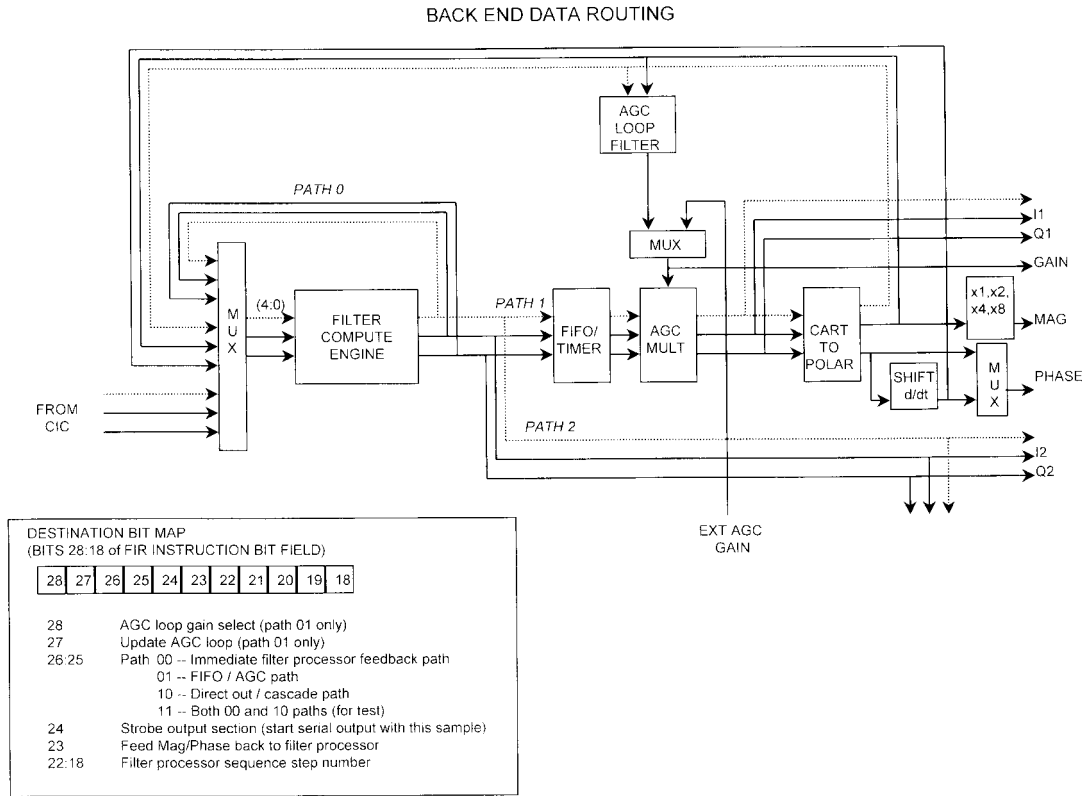 BACK END DATA ROUTING
AGC
LOOP
FILTER
PATH 0
MUX
I1
Q1
GAIN
(4:0)
M
U
X
FILTER
COMPUTE
ENGINE
PATH 1
FIFO/
TIMER
AGC
MULT
CART
TO
POLAR
x1,x2,
x4,x8
MAG
SHIFT
d/dt
M
U
X
PHASE
FROM
CIC
PATH 2
I2
Q2
EXT AGC
GAIN
DESTINATION BIT MAP
(BITS 28:18 of FIR INSTRUCTION BIT FIELD)
28 27 26 25 24 23 22 21 20 19 18
28 AGC loop gain select (path 01 only)
27 Update AGC loop (path 01 only)
26:25 Path 00 -- Immediate filter processor feedback path
01 -- FIFO / AGC path
10 -- Direct out / cascade path
11 -- Both 00 and 10 paths (for test)
24 Strobe output section (start serial output with this sample)
23 Feed Mag/Phase back to filter processor
22:18 Filter processor sequence step number